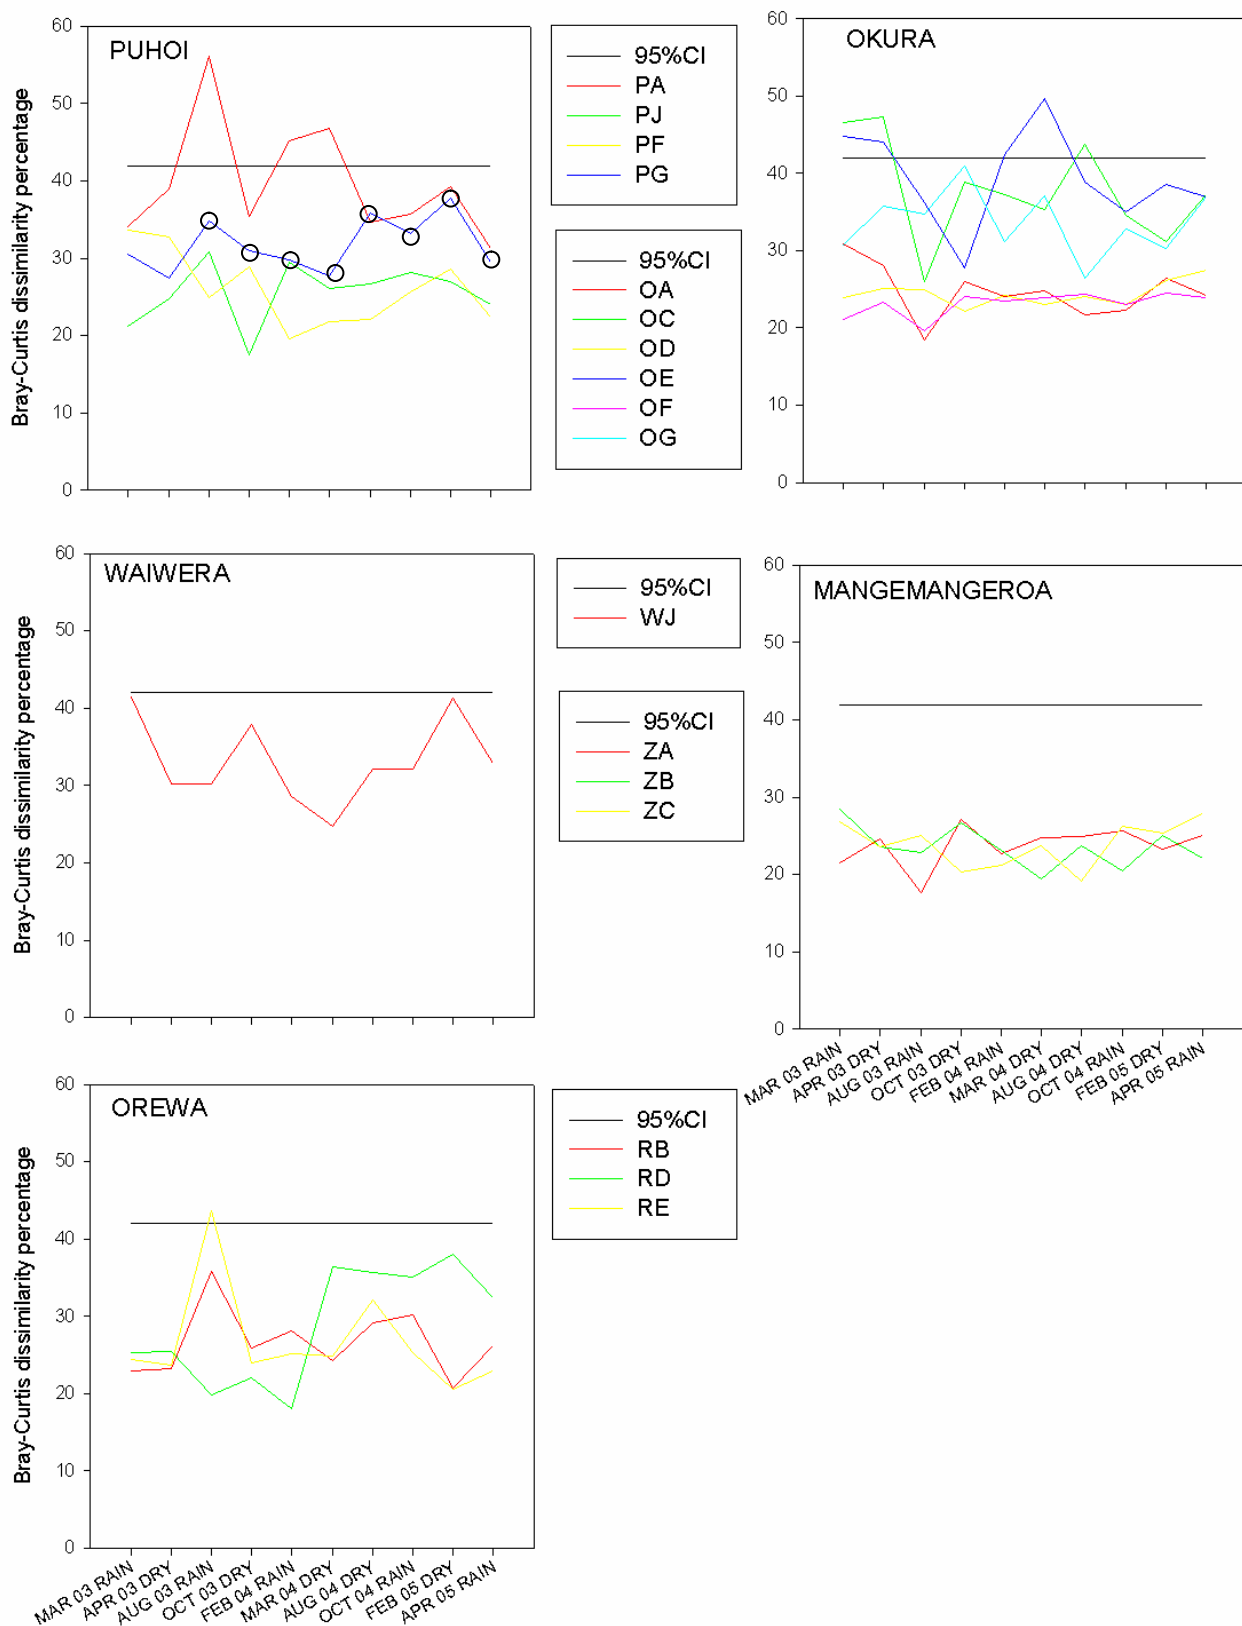 PUHOI
Bray-Curtis dissimilarity percentage
60
50
40
30
20
10
0
95%CI
PA
PJ
PF
PG
95%CI
OA
OC
OD
OE
OF
OG
OKURA
60
50
40
30
20
10
0
WAIWERA
Bray-Curtis dissimilarity percentage
60
50
40
30
20
10
0
95%CI
WJ
95%CI
ZA
ZB
ZC
MANGEMANGEROA
60
50
40
30
20
10
0
MAR 03 RAIN
APR 03 DRY
AUG 03 RAIN
OCT 03 DRY
FEB 04 RAIN
MAR 04 DRY
AUG 04 DRY
OCT 04 RAIN
FEB 05 DRY
APR 05 RAIN
OREWA
Bray-Curtis dissimilarity percentage
60
50
40
30
20
10
0
95%CI
RB
RD
RE
MAR 03 RAIN
APR 03 DRY
AUG 03 RAIN
OCT 03 DRY
FEB 04 RAIN
MAR 04 DRY
AUG 04 DRY
OCT 04 RAIN
FEB 05 DRY
APR 05 RAIN